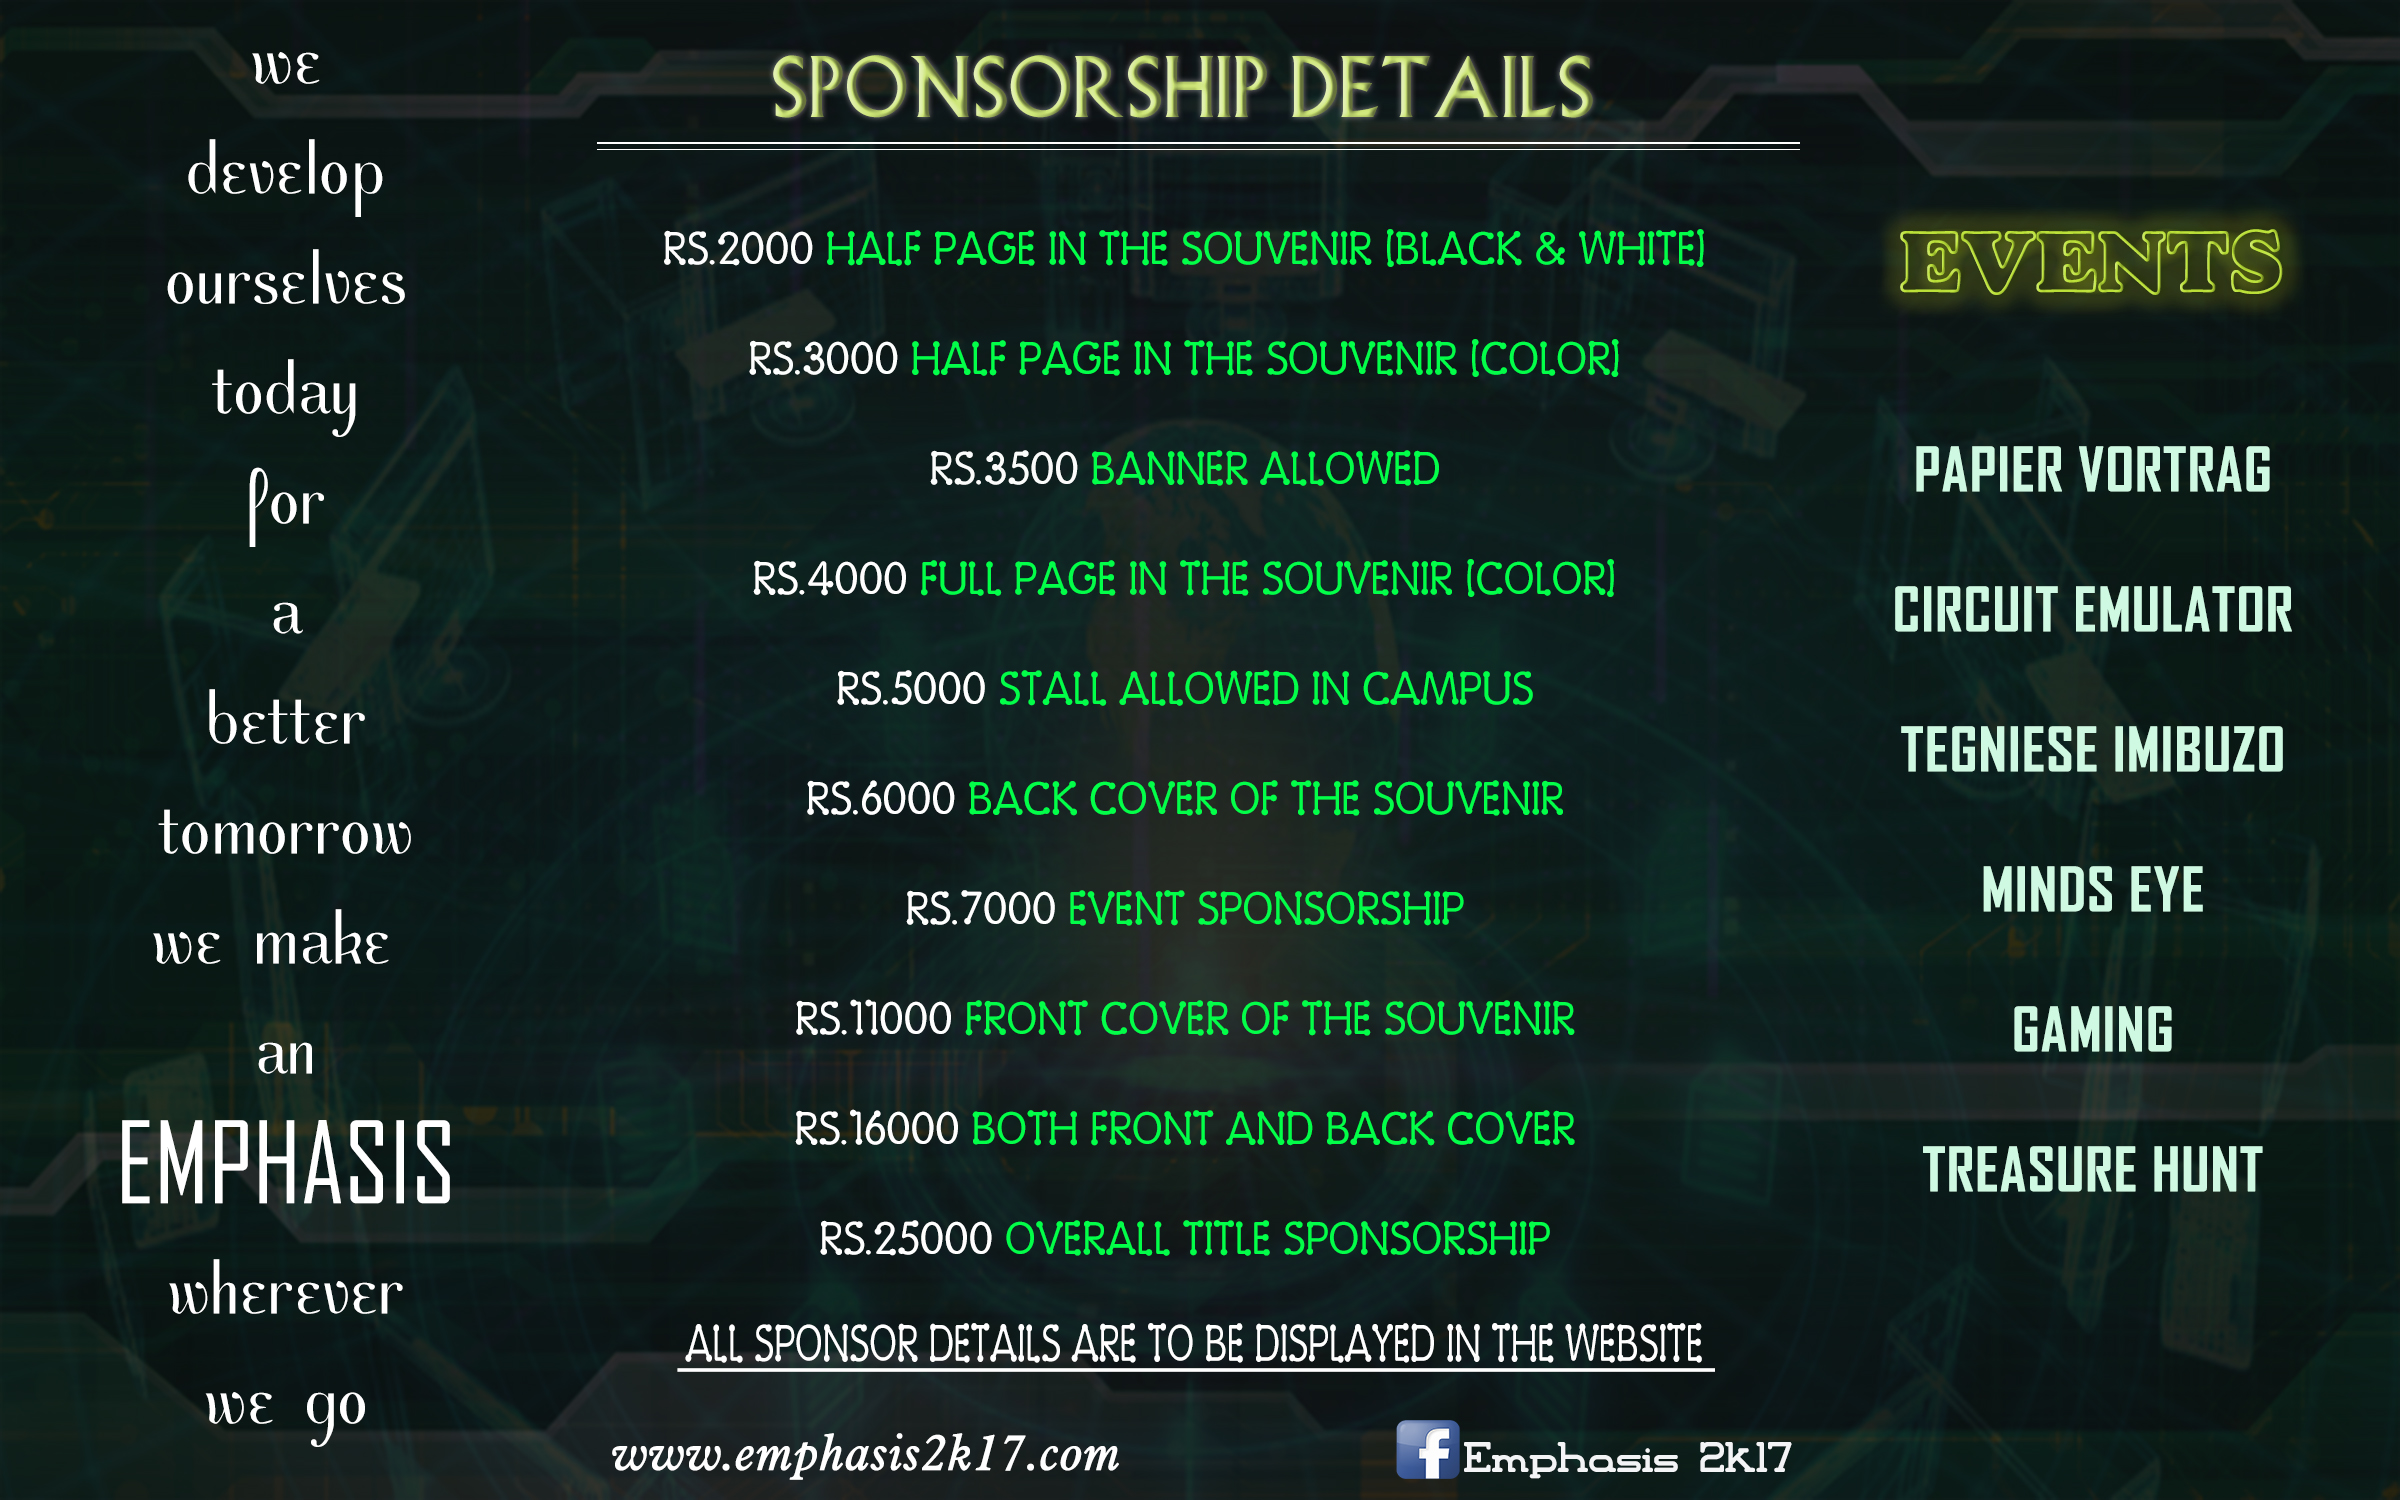 we
develop
ourselves
today
for
a
better
tomorrow
we make
an
EMPHASIS
wherever
we go
SPONSORSHIP DETAILS
RS.2000 HALF PAGE IN THE SOUVENIR (BLACK & WHITE)
RS.3000 HALF PAGE IN THE SOUVENIR (COLOR)
RS.3500 BANNER ALLOWED
RS.4000 FULL PAGE IN THE SOUVENIR (COLOR)
RS.5000 STALL ALLOWED IN CAMPUS
RS.6000 BACK COVER OF THE SOUVENIR
RS.7000 EVENT SPONSORSHIP
RS.11000 FRONT COVER OF THE SOUVENIR
RS.16000 BOTH FRONT AND BACK COVER
RS.25000 OVERALL TITLE SPONSORSHIP
ALL SPONSOR DETAILS ARE TO BE DISPLAYED IN THE WEBSITE
www.emphasis2k17.com
f Emphasis 2k17
EVENTS
PAPIER VORTRAG
CIRCUIT EMULATOR
TEGNIESE IMIBUZO
MINDS EYE
GAMING
TREASURE HUNT